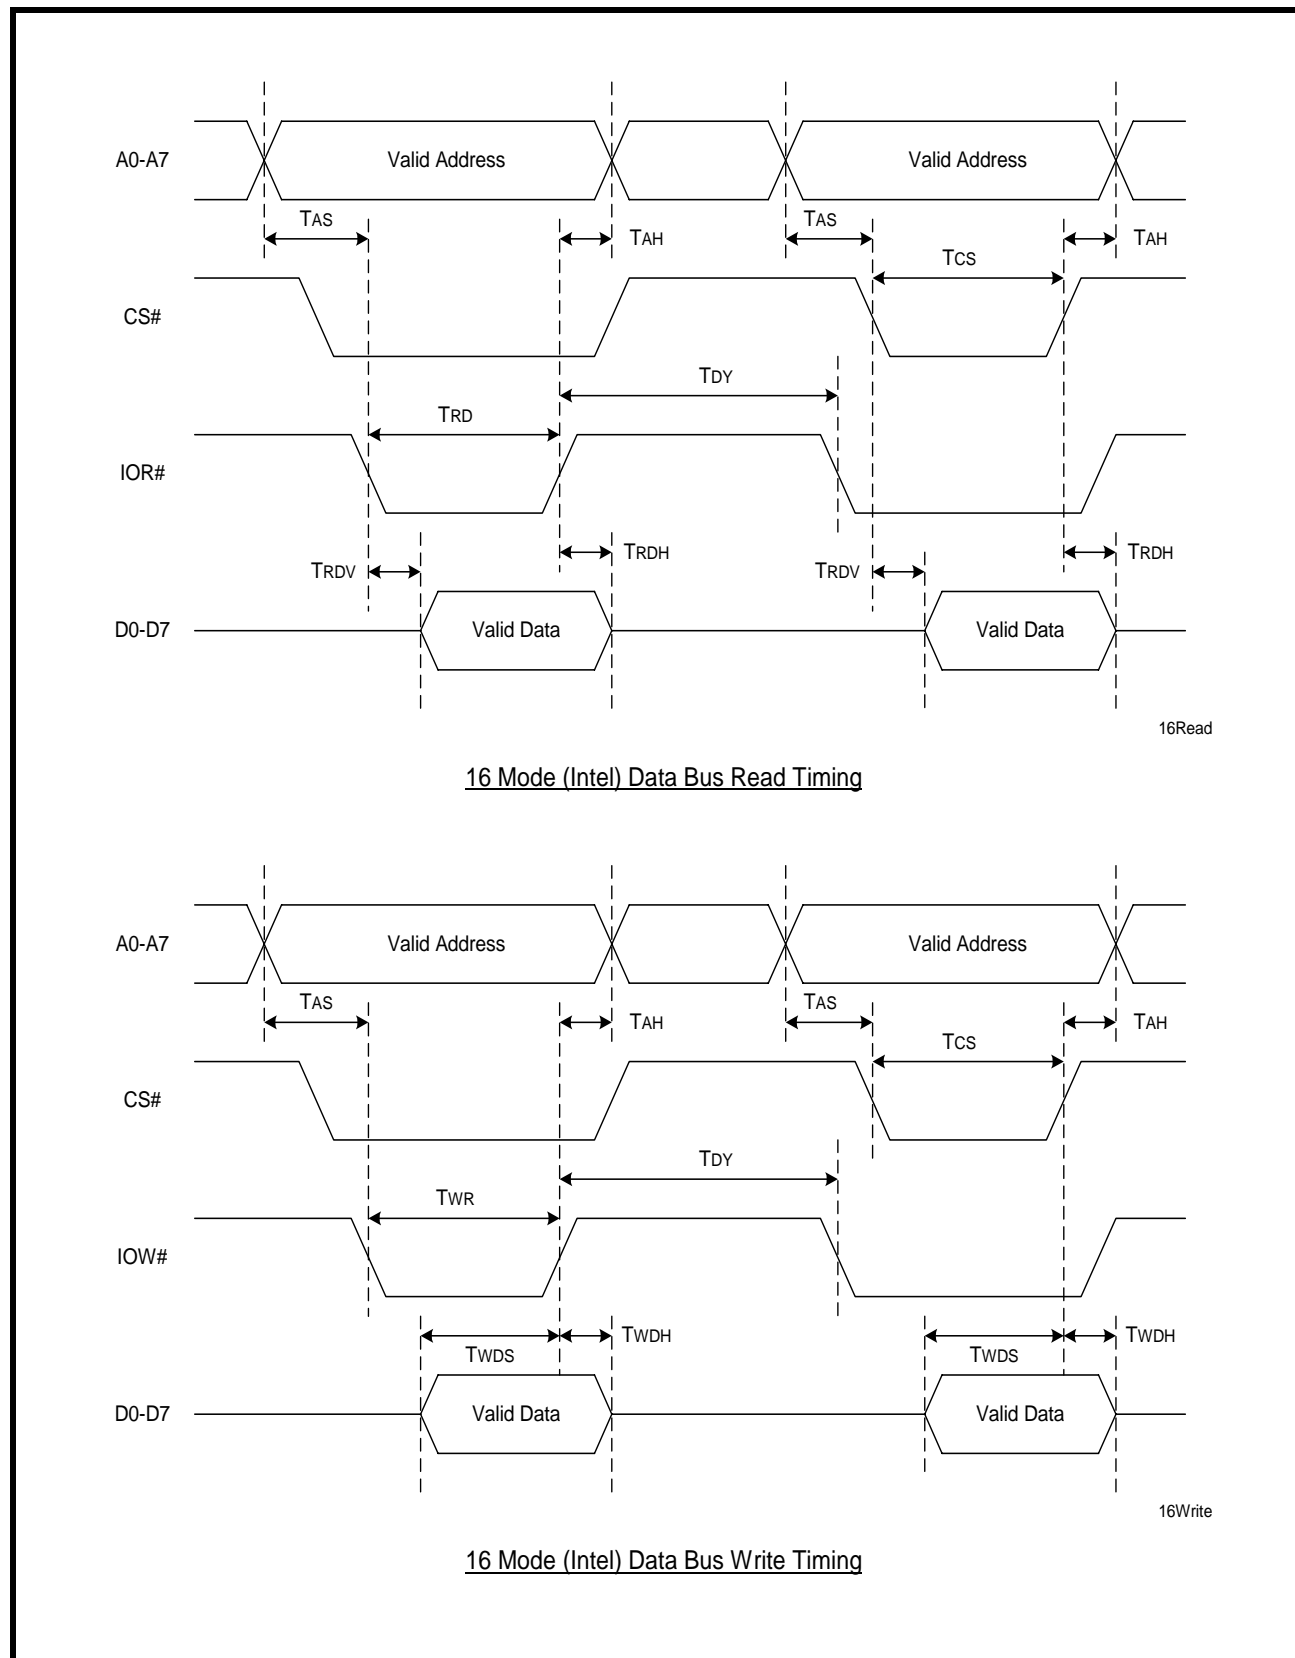 A0-A7
Valid Address
Valid Address
TAS
TAH
TAS
TAH
TCS
CS#
TDY
TRD
IOR#
TRDH
TRDH
TRDV
TRDV
D0-D7
Valid Data
Valid Data
16Read
16 Mode (Intel) Data Bus Read Timing
A0-A7
Valid Address
Valid Address
TAS
TAH
TAS
TAH
TCS
CS#
TDY
TWR
IOW#
TWDH
TWDH
TWDS
TWDS
D0-D7
Valid Data
Valid Data
16Write
16 Mode (Intel) Data Bus Write Timing